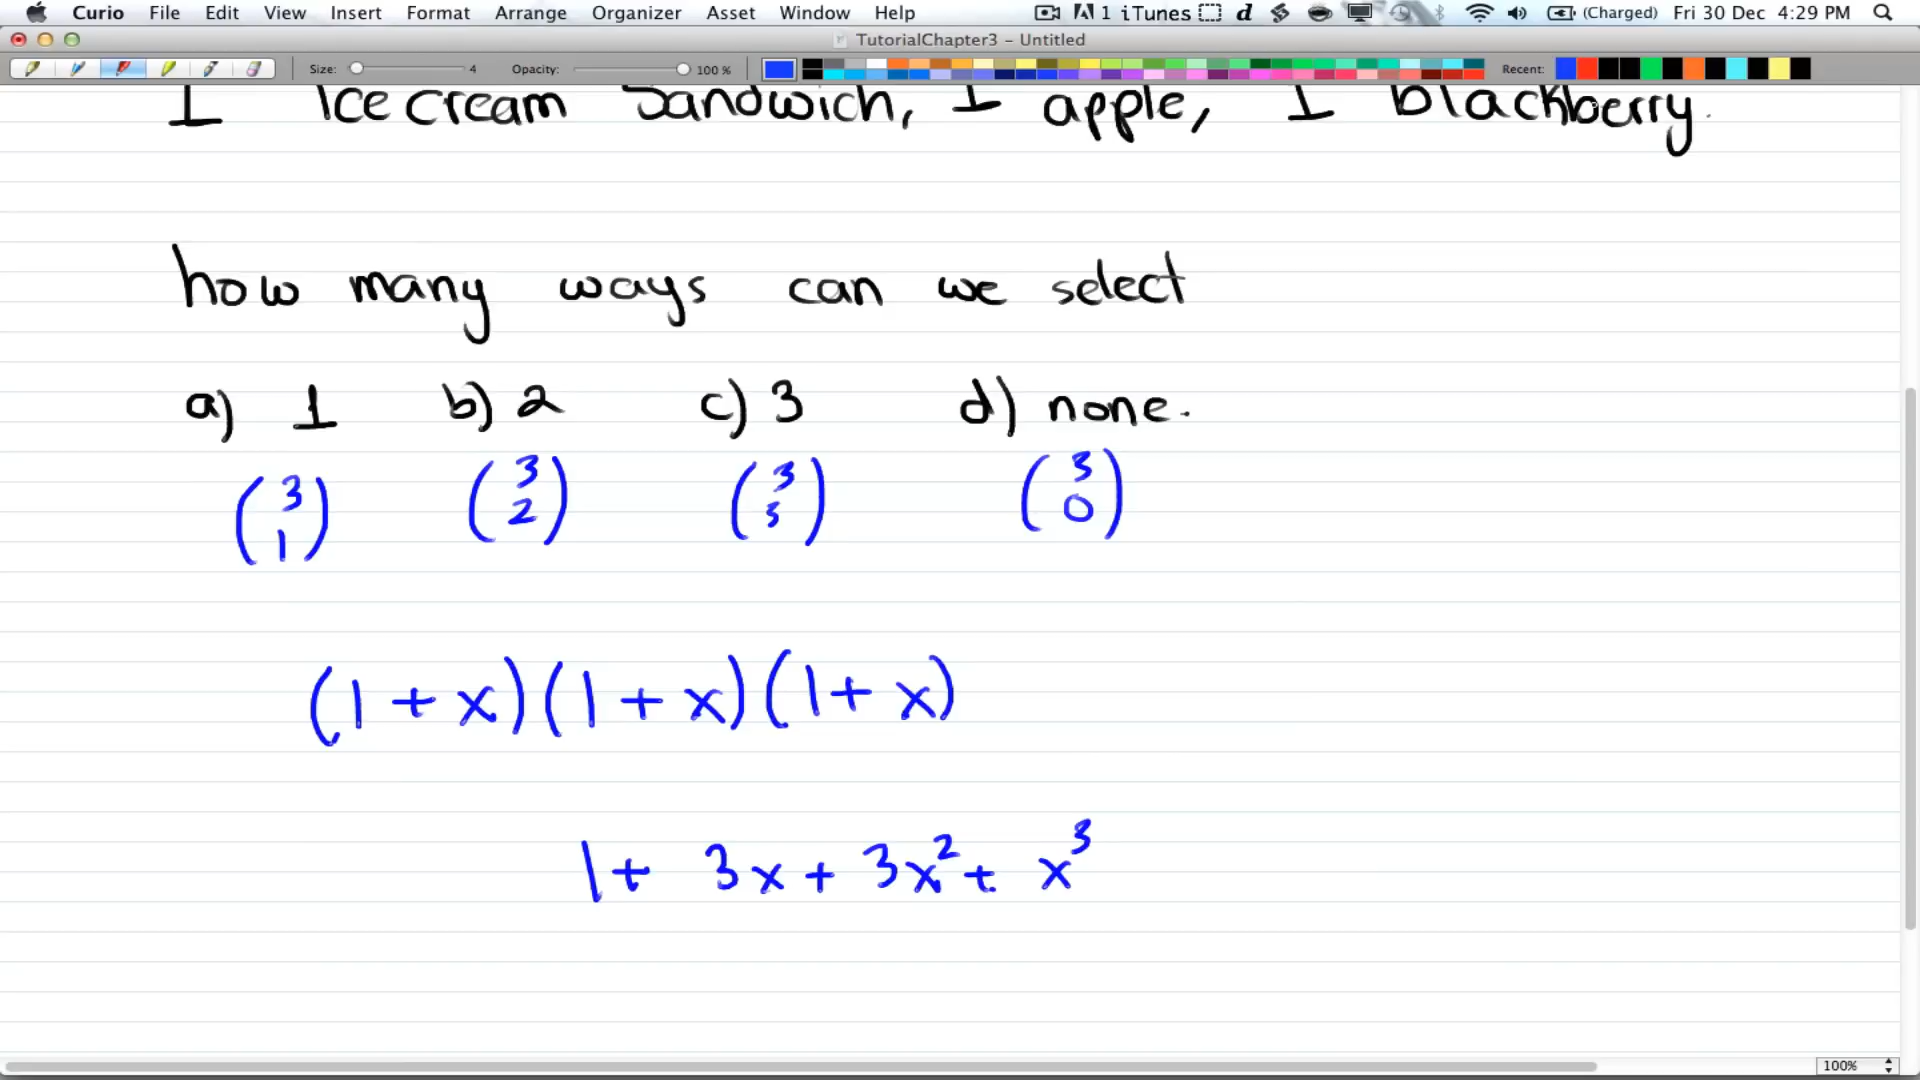 Curio File Edit View Insert Format Arrange Organizer Asset Window Help 1 iTunes d (Charged) Fri 30 Dec 4:29 PM
TutorialChapter3 – Untitled
Size: 4 Opacity: 100 % Recent:
1 Ice cream Sandwich, 1 apple, 1 blackberry.
how many ways can we select
a) 1 b) 2 c) 3 d) none.
(3 1) (3 2) (3 3) (3 0)
(1 + x)(1 + x)(1 + x)
1 + 3x + 3x² + x³
100%